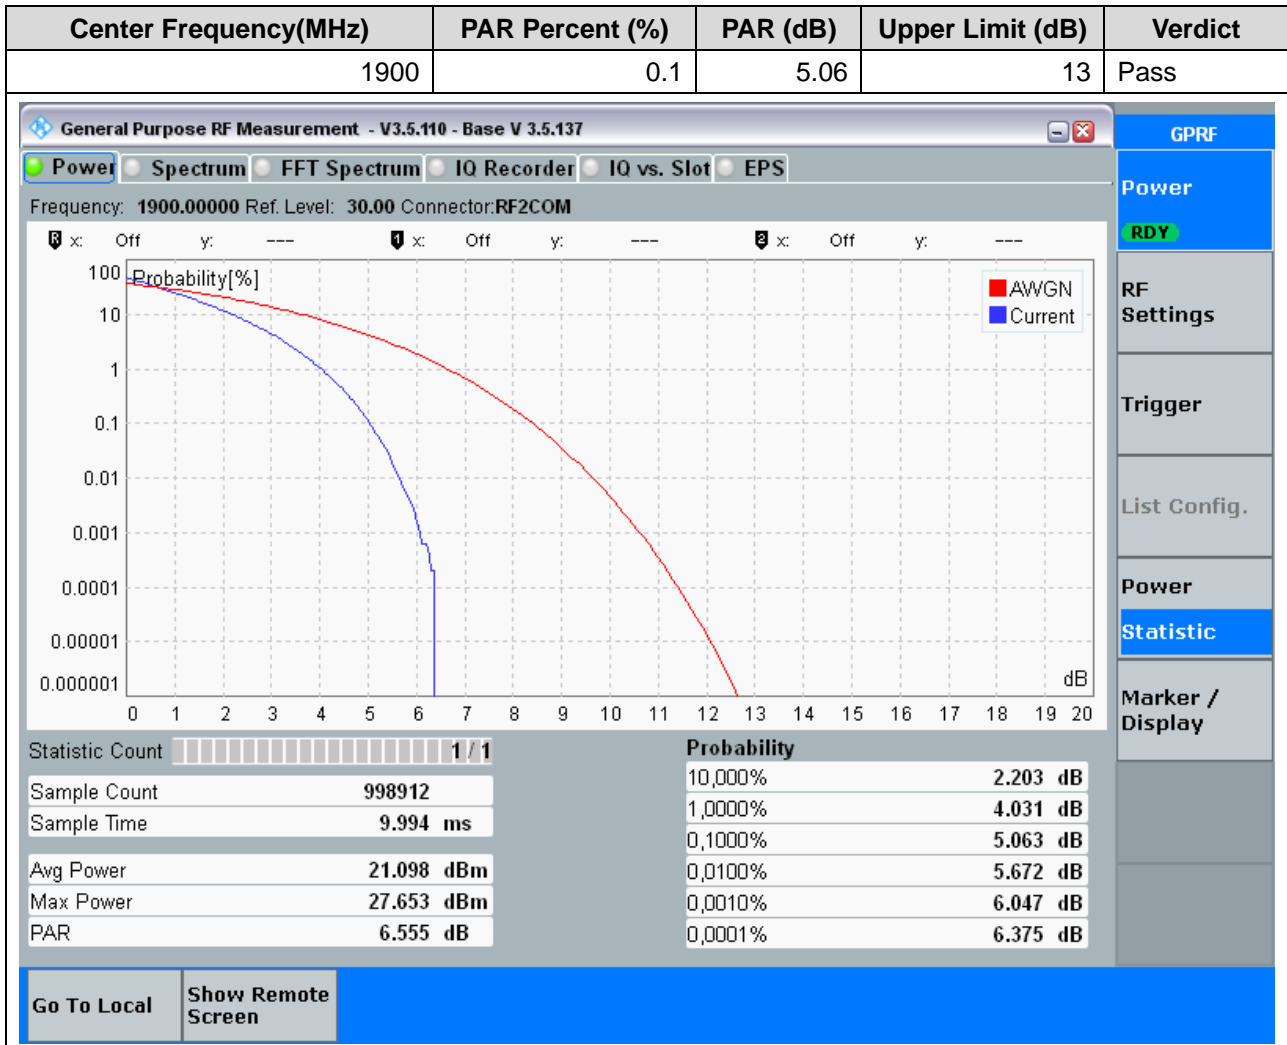 Center Frequency(MHz) PAR Percent (%) PAR (dB) Upper Limit (dB) Verdict
1900 0.1 5.06 13 Pass
General Purpose RF Measurement - V3.5.110 - Base V 3.5.137
GPRF
Power Spectrum FFT Spectrum IQ Recorder IQ vs. Slot EPS
Power
RDY
Frequency: 1900.00000 Ref. Level: 30.00 Connector:RF2COM
R x: Off y: --- 1 x: Off y: --- 2 x: Off y: ---
Probability[%]
AWGN
Current
100
10
1
0.1
0.01
0.001
0.0001
0.00001
0.000001
dB
0 1 2 3 4 5 6 7 8 9 10 11 12 13 14 15 16 17 18 19 20
RF
Settings
Trigger
List Config.
Power
Statistic
Marker /
Display
Statistic Count 1 / 1
Sample Count 998912
Sample Time 9.994 ms
Avg Power 21.098 dBm
Max Power 27.653 dBm
PAR 6.555 dB
Probability
10,000% 2.203 dB
1,0000% 4.031 dB
0,1000% 5.063 dB
0,0100% 5.672 dB
0,0010% 6.047 dB
0,0001% 6.375 dB
Go To Local
Show Remote
Screen